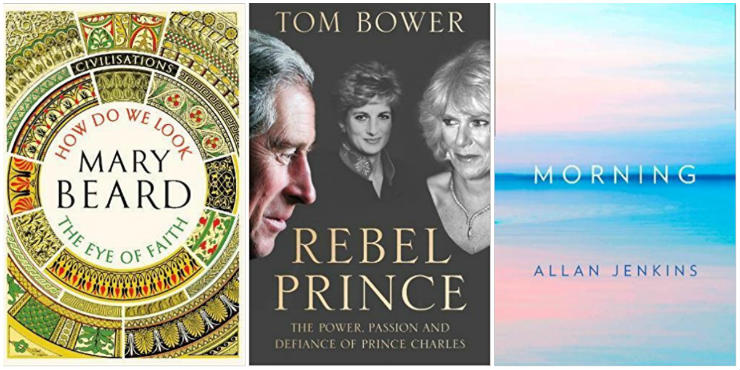 CIVILISATIONS
HOW DO WE LOOK
MARY
BEARD
THE EYE OF FAITH
TOM BOWER
REBEL
PRINCE
THE POWER, PASSION AND
DEFIANCE OF PRINCE CHARLES
MORNING
ALLAN JENKINS